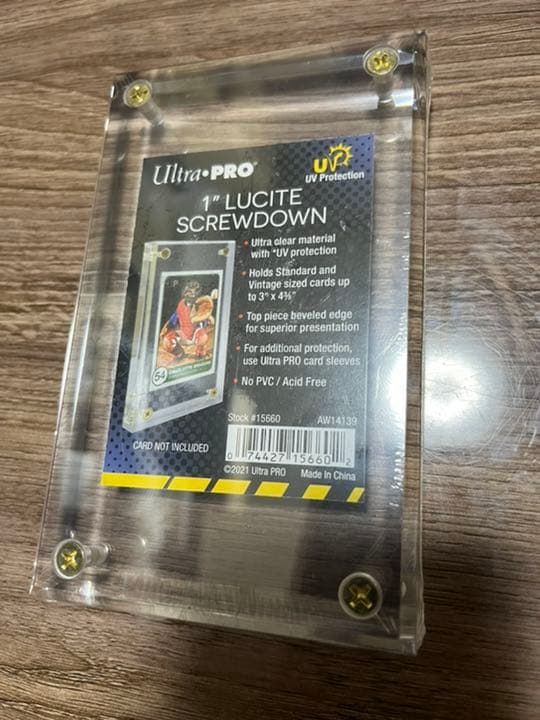 Ultra•PRO®
UV
UV Protection
1" LUCITE
SCREWDOWN
• Ultra clear material
with *UV protection
• Holds Standard and
Vintage sized cards up
to 3" x 4⅝"
• Top piece beveled edge
for superior presentation
• For additional protection,
use Ultra PRO card sleeves
• No PVC / Acid Free
54
CARD NOT INCLUDED
Stock #15660
AW14139
0 74427 15660 2
©2021 Ultra PRO
Made In China